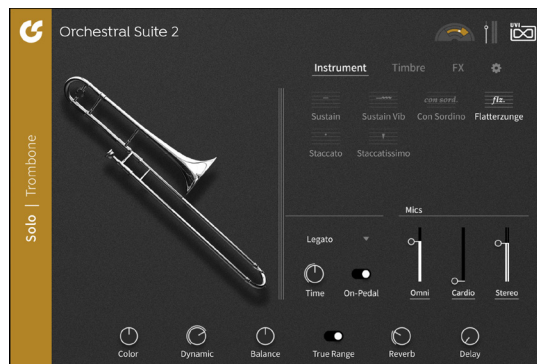 Orchestral Suite 2
UVI
Solo | Trombone
Instrument Timbre FX
con sord. flz.
Sustain Sustain Vib Con Sordino Flatterzunge
Staccato Staccatissimo
Mics
Legato
Time On-Pedal Omni Cardio Stereo
Color Dynamic Balance True Range Reverb Delay